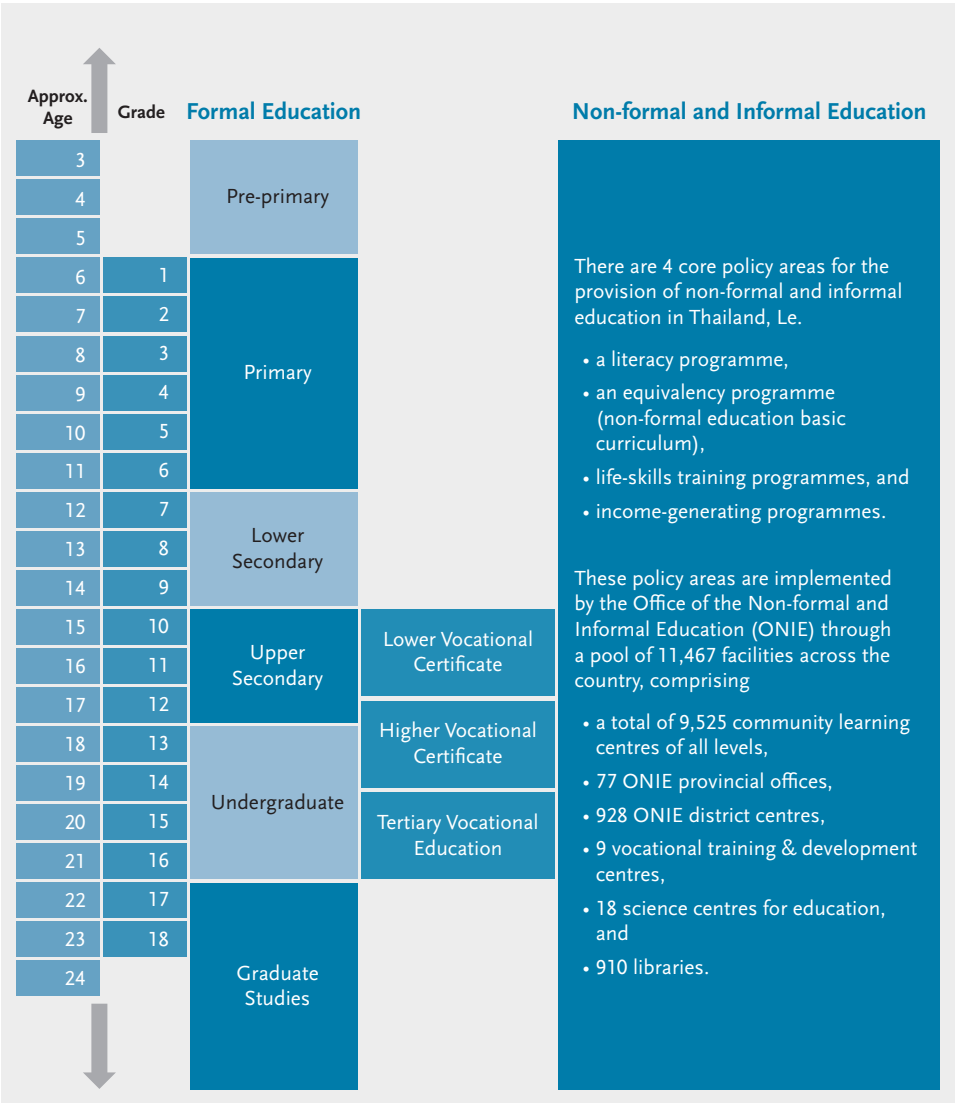 Approx.
Age
Grade
Formal Education
Non-formal and Informal Education
3
4
5
6
7
8
9
10
11
12
13
14
15
16
17
18
19
20
21
22
23
24
1
2
3
4
5
6
7
8
9
10
11
12
13
14
15
16
17
18
Pre-primary
Primary
Lower
Secondary
Upper
Secondary
Undergraduate
Graduate
Studies
Lower Vocational
Certificate
Higher Vocational
Certificate
Tertiary Vocational
Education
There are 4 core policy areas for the
provision of non-formal and informal
education in Thailand, Le.
• a literacy programme,
• an equivalency programme
(non-formal education basic
curriculum),
• life-skills training programmes, and
• income-generating programmes.
These policy areas are implemented
by the Office of the Non-formal and
Informal Education (ONIE) through
a pool of 11,467 facilities across the
country, comprising
• a total of 9,525 community learning
centres of all levels,
• 77 ONIE provincial offices,
• 928 ONIE district centres,
• 9 vocational training & development
centres,
• 18 science centres for education,
and
• 910 libraries.